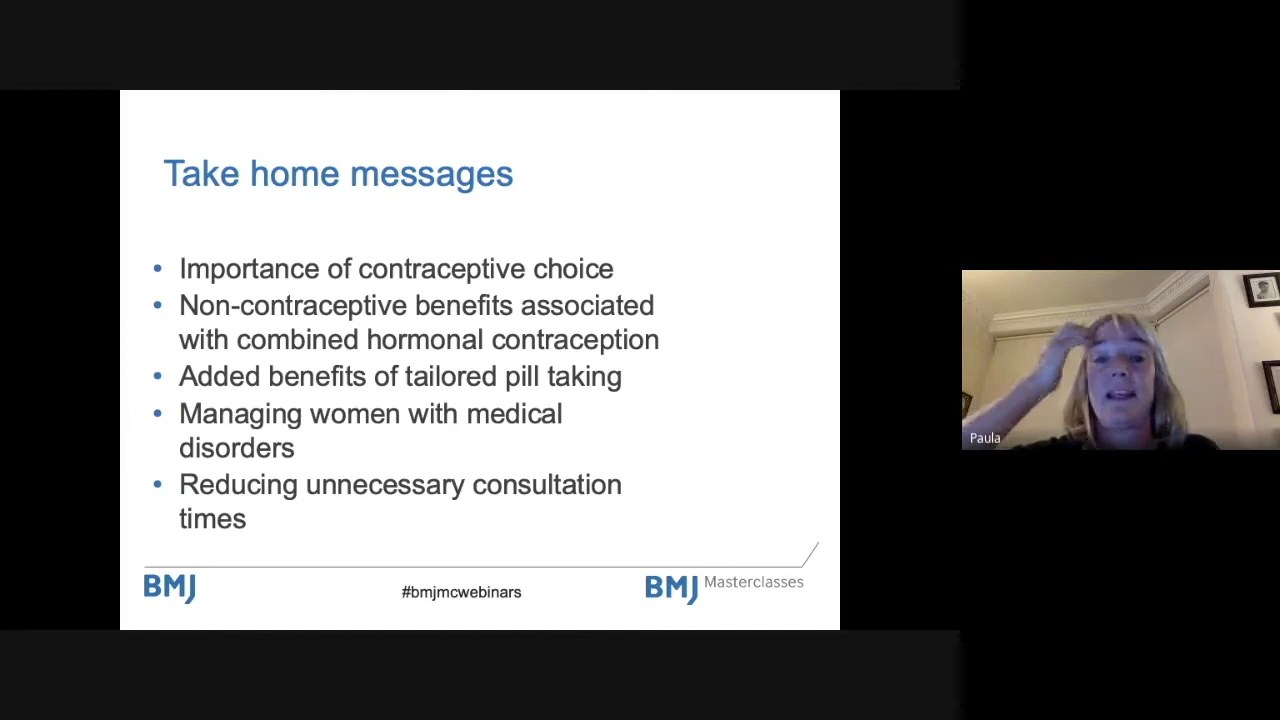 Take home messages
• Importance of contraceptive choice
• Non-contraceptive benefits associated
with combined hormonal contraception
• Added benefits of tailored pill taking
• Managing women with medical
disorders
• Reducing unnecessary consultation
times
BMJ
#bmjmcwebinars
BMJ Masterclasses
Paula